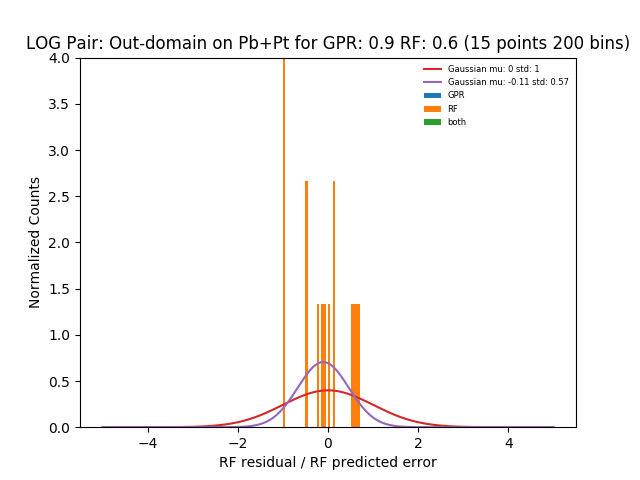 LOG Pair: Out-domain on Pb+Pt for GPR: 0.9 RF: 0.6 (15 points 200 bins)
Gaussian mu: 0 std: 1
Gaussian mu: -0.11 std: 0.57
GPR
RF
both
Normalized Counts
4.0
3.5
3.0
2.5
2.0
1.5
1.0
0.5
0.0
−4 −2 0 2 4
RF residual / RF predicted error